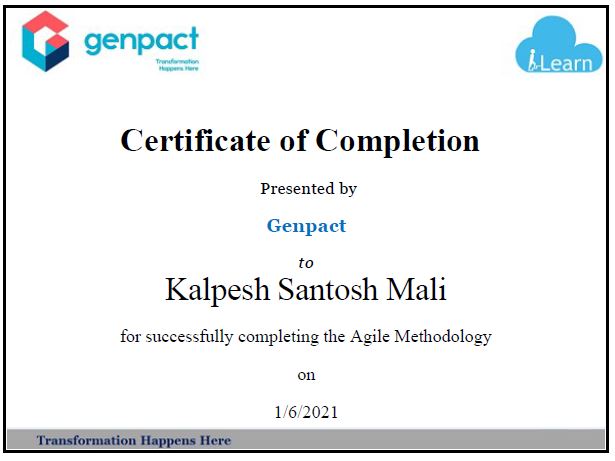 genpact
Transformation
Happens Here
iLearn
Certificate of Completion
Presented by
Genpact
to
Kalpesh Santosh Mali
for successfully completing the Agile Methodology
on
1/6/2021
Transformation Happens Here